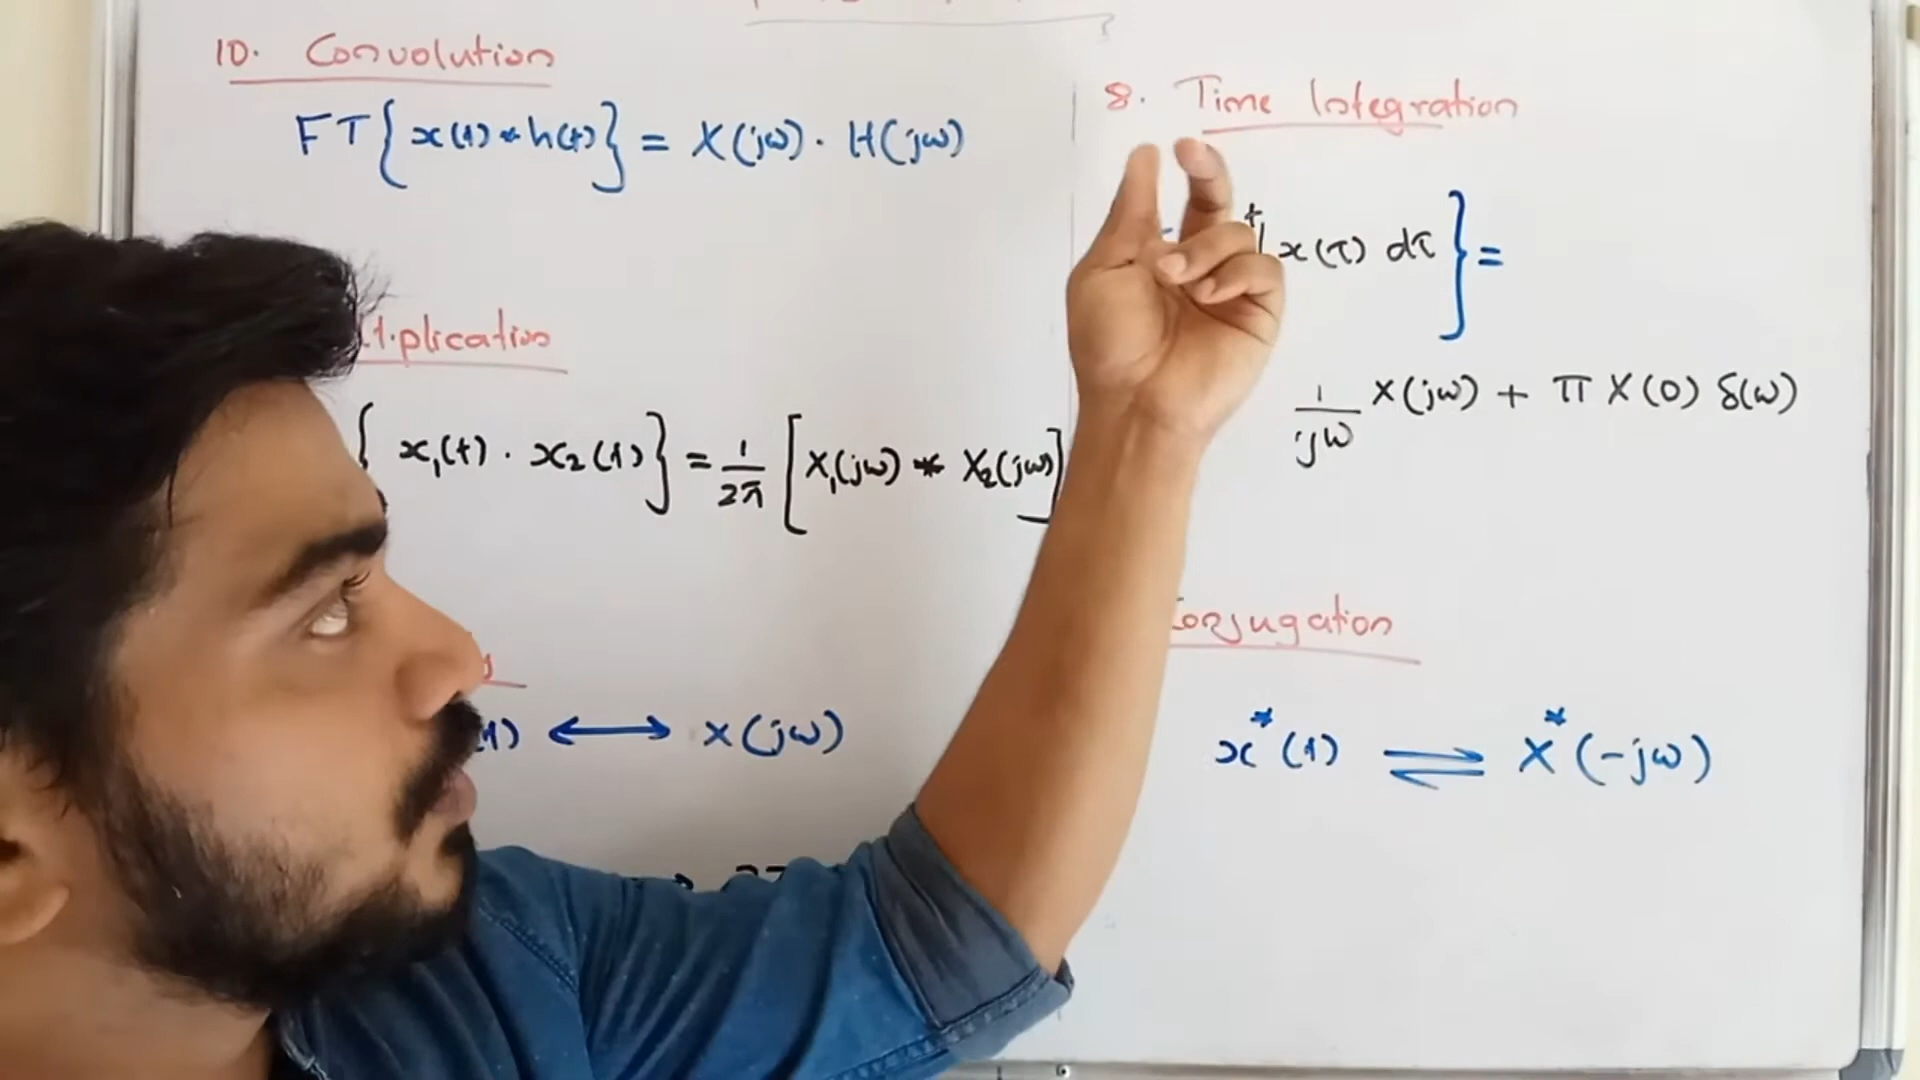 10. Convolution
FT{x(t) * h(t)} = X(jω) · H(jω)
{x₁(t) · x₂(t)} = 1/2π [X₁(jω) * X₂(jω)]
(t) ⟷ X(jω)
8. Time Integration
t
x(τ) dτ} =
1/jω X(jω) + π X(0) δ(ω)
Conjugation
x*(t) ⇌ X*(-jω)